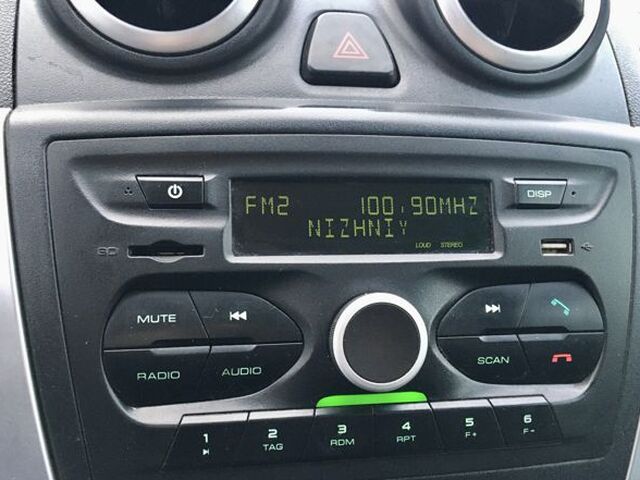 DISP
FM2 100.90MHZ
NIZHNIY
LOUD STEREO
MUTE
SCAN
RADIO
AUDIO
1
2
TAG
3
RDM
4
RPT
5
F+
6
F-